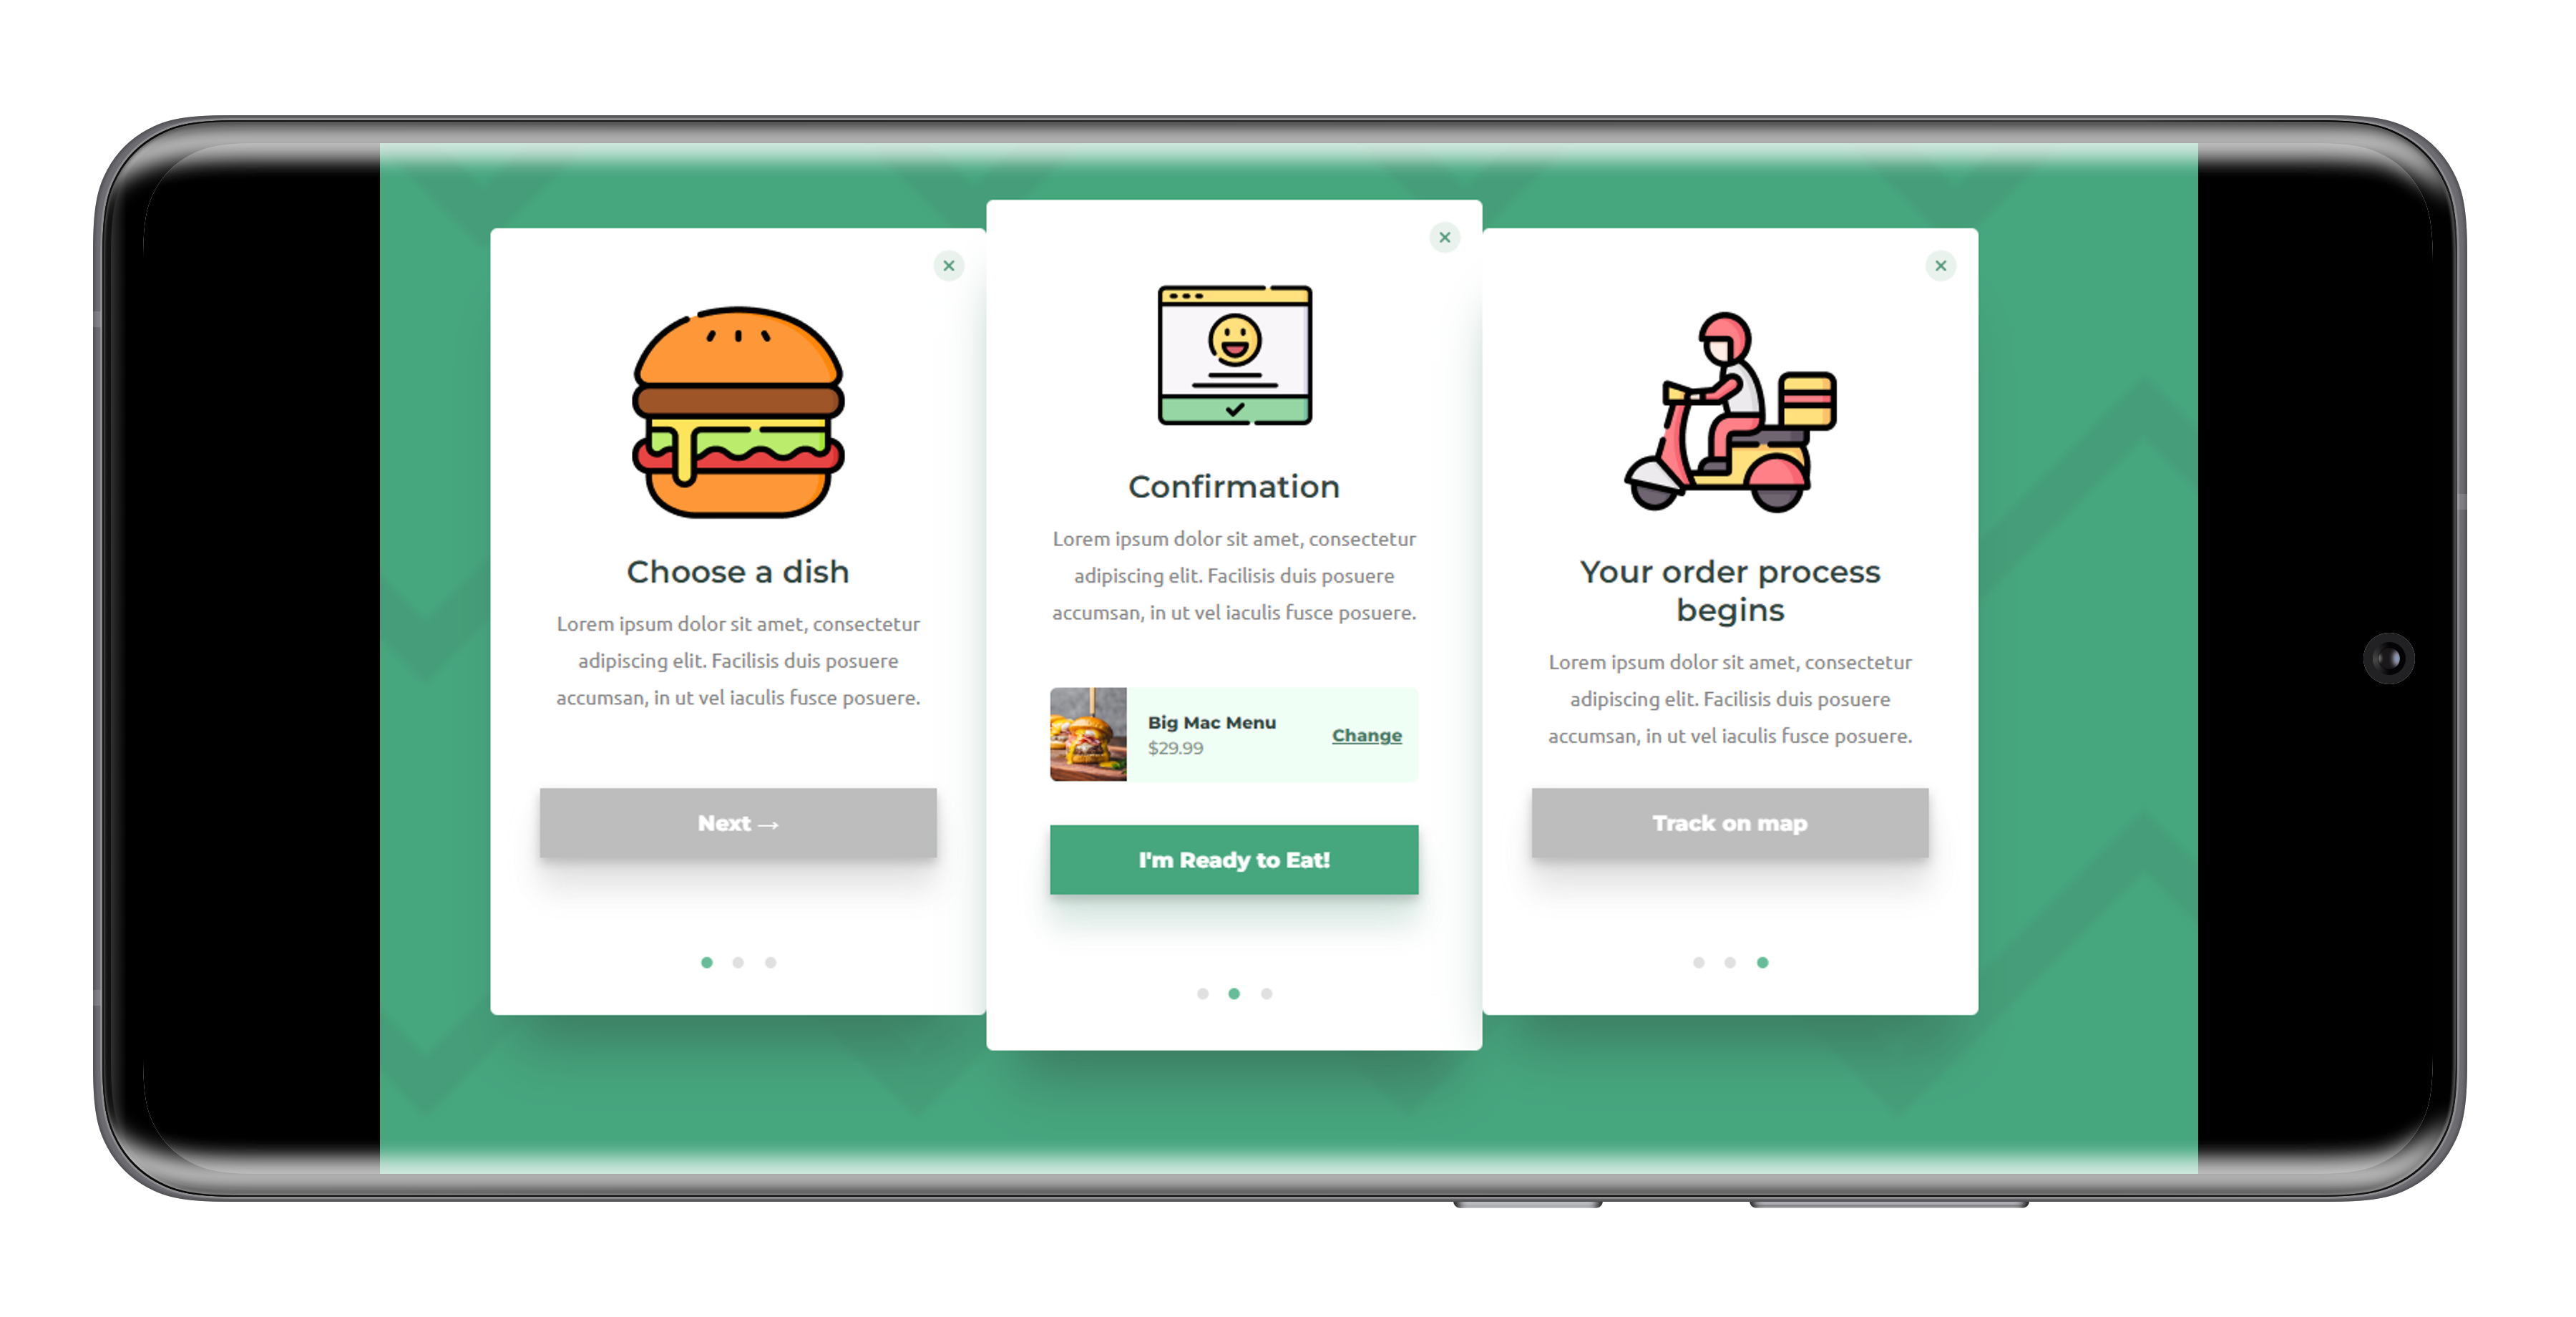 Choose a dish
Lorem ipsum dolor sit amet, consectetur
adipiscing elit. Facilisis duis posuere
accumsan, in ut vel iaculis fusce posuere.
Next →
Confirmation
Lorem ipsum dolor sit amet, consectetur
adipiscing elit. Facilisis duis posuere
accumsan, in ut vel iaculis fusce posuere.
Big Mac Menu
$29.99
Change
I'm Ready to Eat!
Your order process
begins
Lorem ipsum dolor sit amet, consectetur
adipiscing elit. Facilisis duis posuere
accumsan, in ut vel iaculis fusce posuere.
Track on map